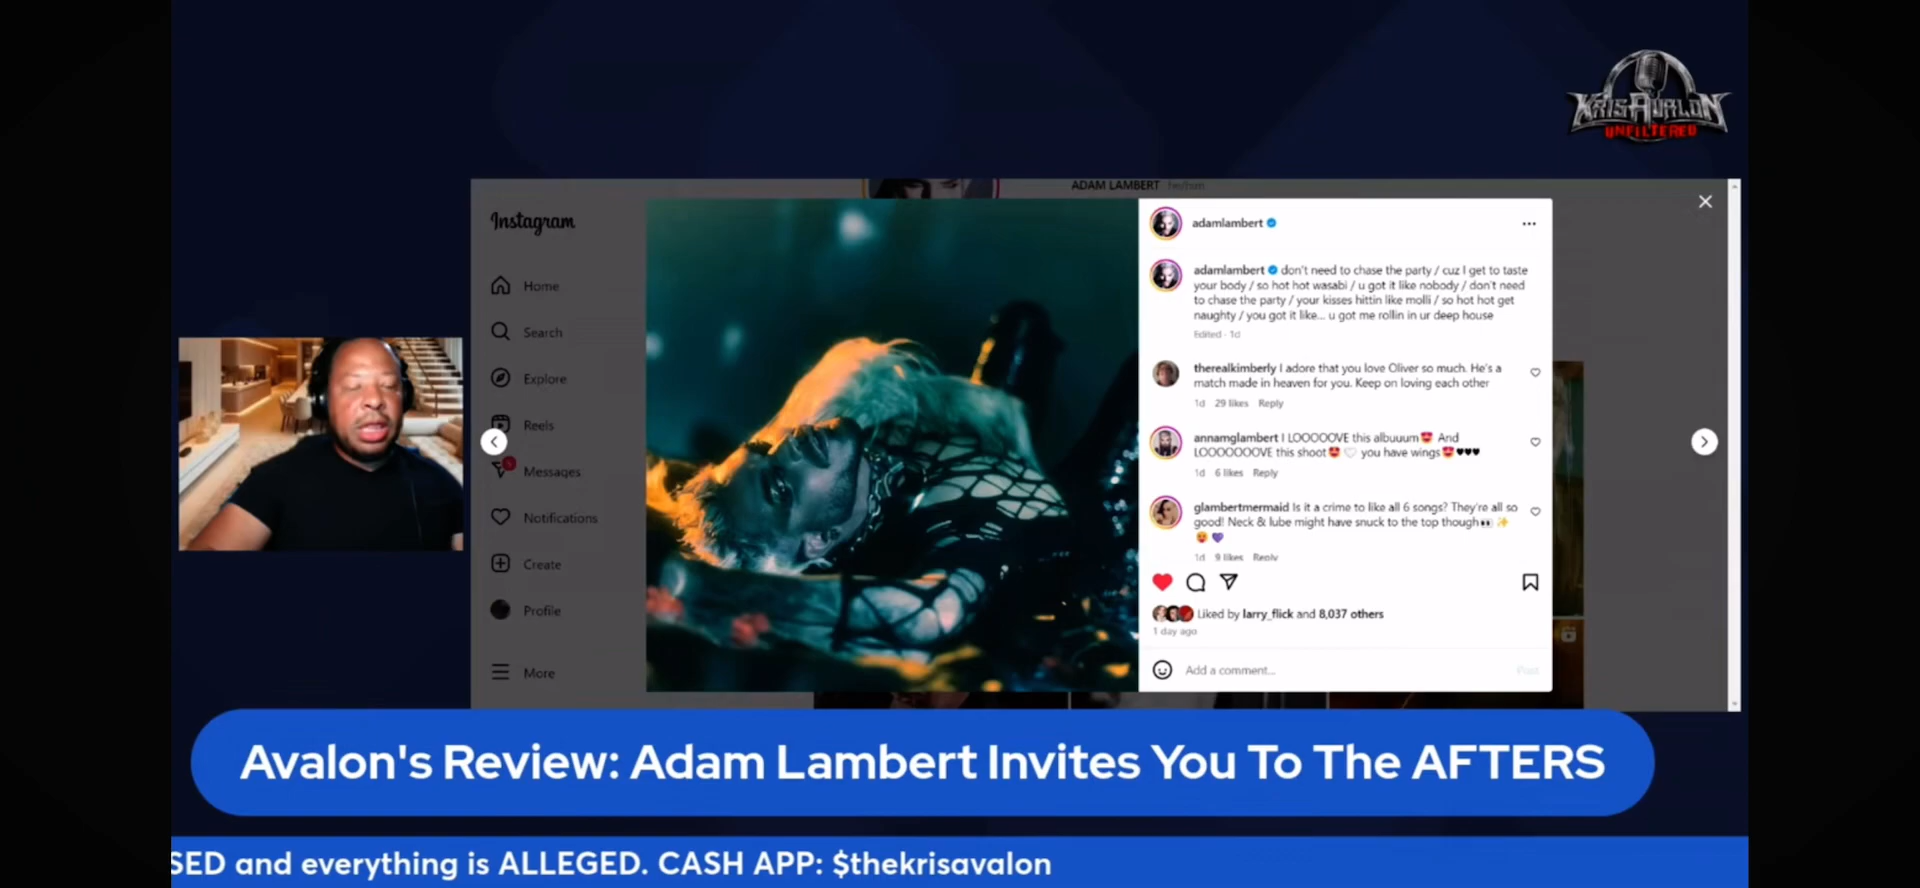 KRISAVALON
UNFILTERED
ADAM LAMBERT he/him
Instagram
Home
Search
Explore
Reels
Messages
Notifications
Create
Profile
More
adamlambert
adamlambert don't need to chase the party / cuz I get to taste
your body / so hot hot wasabi / u got it like nobody / don't need
to chase the party / your kisses hittin like molli / so hot hot get
naughty / you got it like... u got me rollin in ur deep house
Edited · 1d
therealkimberly I adore that you love Oliver so much. He's a
match made in heaven for you. Keep on loving each other
1d 29 likes Reply
annamglambert I LOOOOOVE this albuuum😍 And
LOOOOOOOVE this shoot😍🤍 you have wings😍♥♥♥
1d 6 likes Reply
glambertmermaid Is it a crime to like all 6 songs? They're all so
good! Neck & lube might have snuck to the top though👀 ✨
🥵 💜
1d 9 likes Reply
Liked by larry_flick and 8,037 others
1 day ago
Add a comment...
Post
Avalon's Review: Adam Lambert Invites You To The AFTERS
SED and everything is ALLEGED. CASH APP: $thekrisavalon